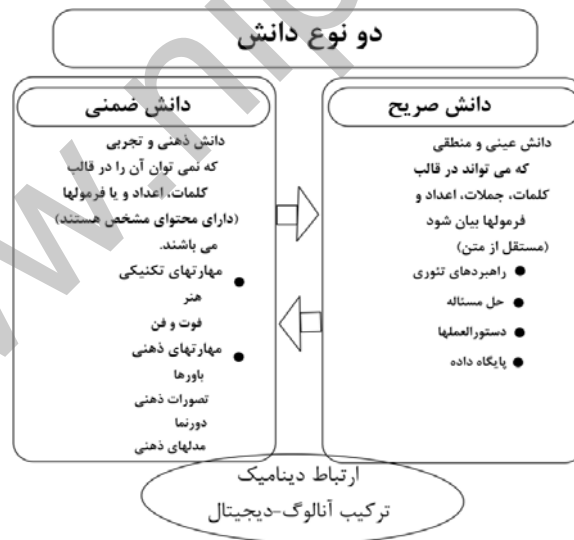 دو نوع دانش
دانش صریح
دانش عینی و منطقی
که می تواند در قالب
کلمات، جملات، اعداد و
فرمولها بیان شود
(مستقل از متن)
● راهبردهای تئوری
● حل مساله
● دستورالعملها
● پایگاه داده
دانش ضمنی
دانش ذهنی و تجربی
که نمی توان آن را در قالب
کلمات، اعداد و یا فرمولها
(دارای محتوای مشخص هستند)
می باشند.
● مهارتهای تکنیکی
هنر
فوت و فن
● مهارتهای ذهنی
باورها
تصورات ذهنی
دورنما
مدلهای ذهنی
ارتباط دینامیک
ترکیب آنالوگ-دیجیتال